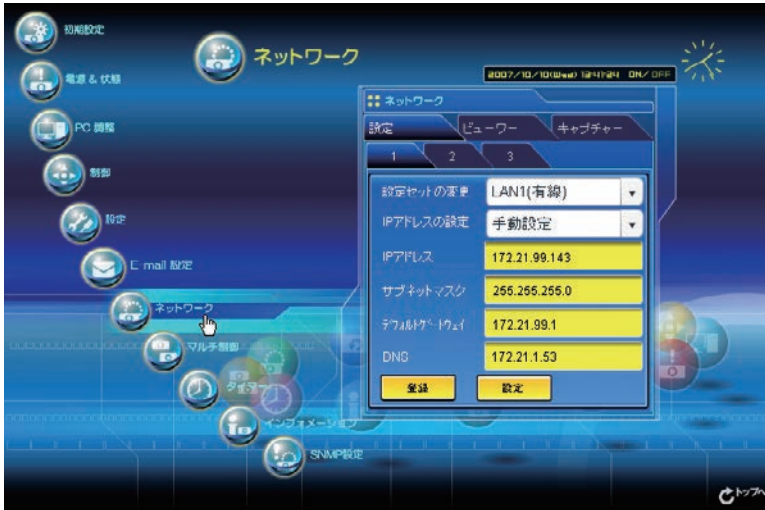 初期設定
電源 & 状態
PC 調整
制御
設定
E mail 設定
ネットワーク
マルチ制御
タイマー
インフォメーション
SNMP設定
ネットワーク
ON/ OFF
ネットワーク
設定 ビューワー キャプチャー
1 2 3
設定セットの変更 LAN1(有線)
IPアドレスの設定 手動設定
IPアドレス 172.21.99.143
サブネットマスク 255.255.255.0
デフォルトゲートウェイ 172.21.99.1
DNS 172.21.1.53
登録 設定
トップへ